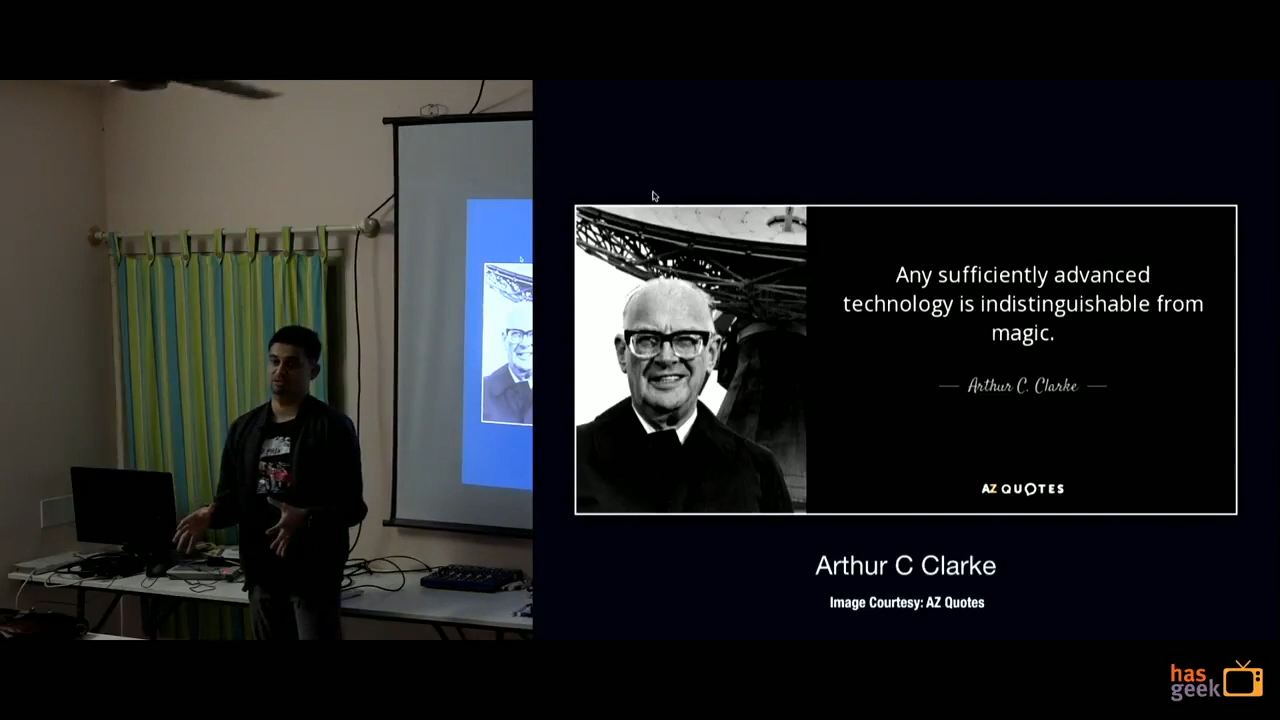 Any sufficiently advanced
technology is indistinguishable from
magic.
Arthur C. Clarke
AZ QUOTES
Arthur C Clarke
Image Courtesy: AZ Quotes
has
geek